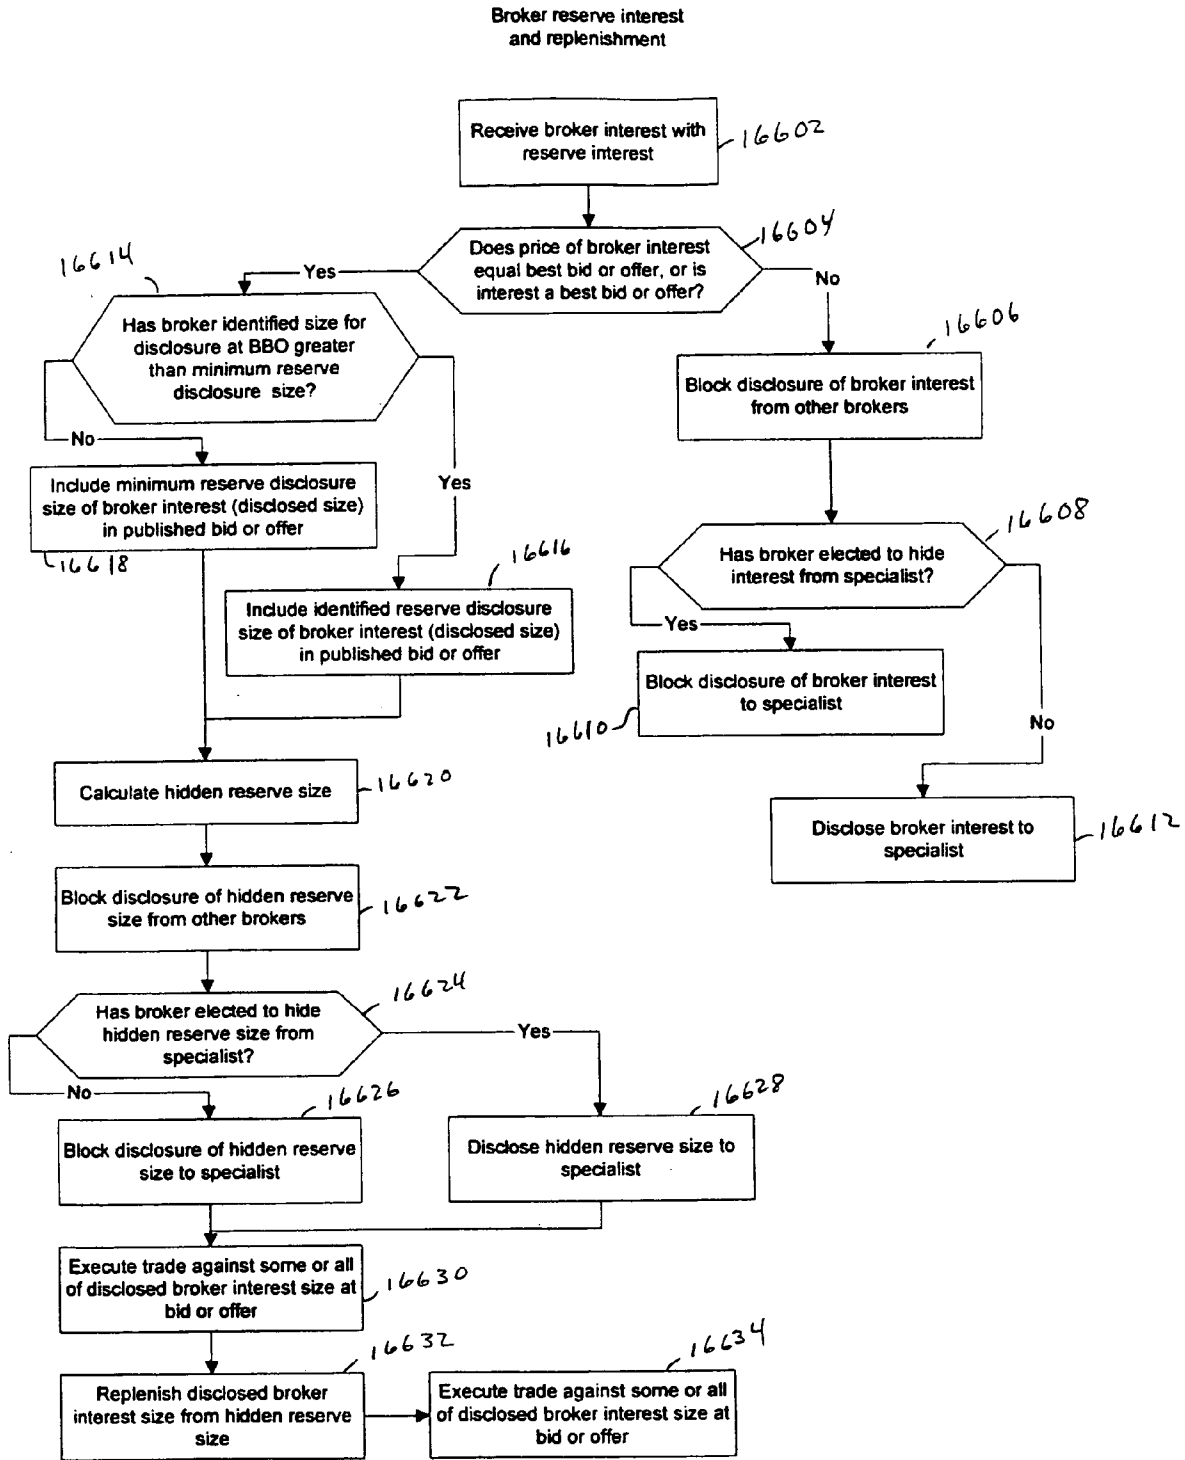 Broker reserve interest
and replenishment
Receive broker interest with
reserve interest
16602
Does price of broker interest
equal best bid or offer, or is
interest a best bid or offer?
16604
Yes
No
16614
Has broker identified size for
disclosure at BBO greater
than minimum reserve
disclosure size?
16606
Block disclosure of broker interest
from other brokers
No
Yes
Include minimum reserve disclosure
size of broker interest (disclosed size)
in published bid or offer
16618
16608
Has broker elected to hide
interest from specialist?
16616
Include identified reserve disclosure
size of broker interest (disclosed size)
in published bid or offer
Yes
No
Block disclosure of broker interest
to specialist
16610
Calculate hidden reserve size
16620
Disclose broker interest to
specialist
16612
Block disclosure of hidden reserve
size from other brokers
16622
Has broker elected to hide
hidden reserve size from
specialist?
16624
Yes
No
16626
Block disclosure of hidden reserve
size to specialist
16628
Disclose hidden reserve size to
specialist
Execute trade against some or all
of disclosed broker interest size at
bid or offer
16630
16632
Replenish disclosed broker
interest size from hidden reserve
size
16634
Execute trade against some or all
of disclosed broker interest size at
bid or offer